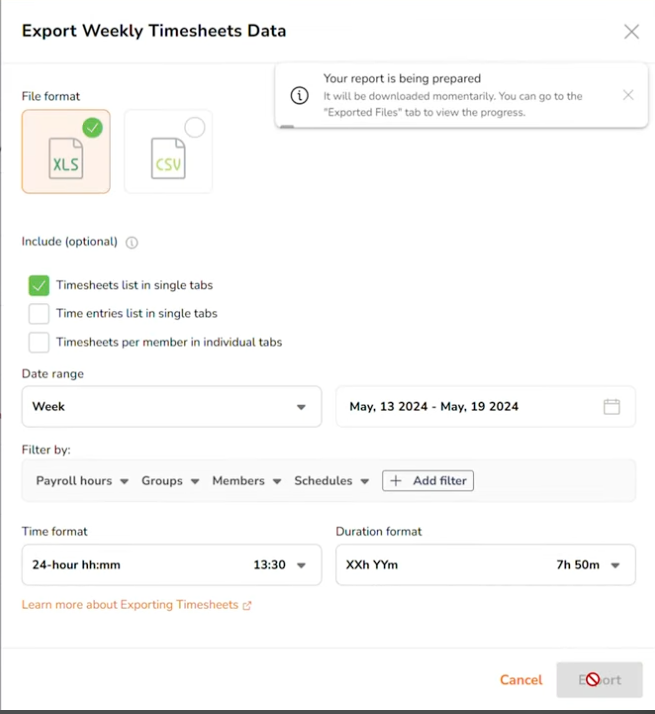 Export Weekly Timesheets Data
Your report is being prepared
It will be downloaded momentarily. You can go to the
"Exported Files" tab to view the progress.
File format
XLS
CSV
Include (optional)
Timesheets list in single tabs
Time entries list in single tabs
Timesheets per member in individual tabs
Date range
Week
May, 13 2024 - May, 19 2024
Filter by:
Payroll hours Groups Members Schedules + Add filter
Time format
24-hour hh:mm 13:30
Duration format
XXh YYm 7h 50m
Learn more about Exporting Timesheets
Cancel
Export